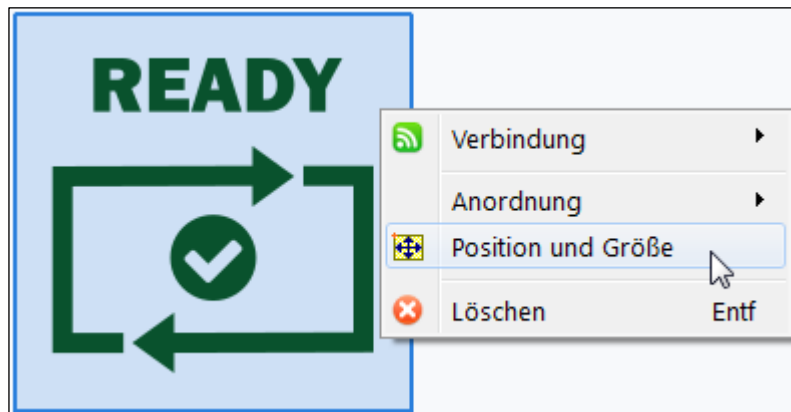 READY
Verbindung
Anordnung
Position und Größe
Löschen Entf